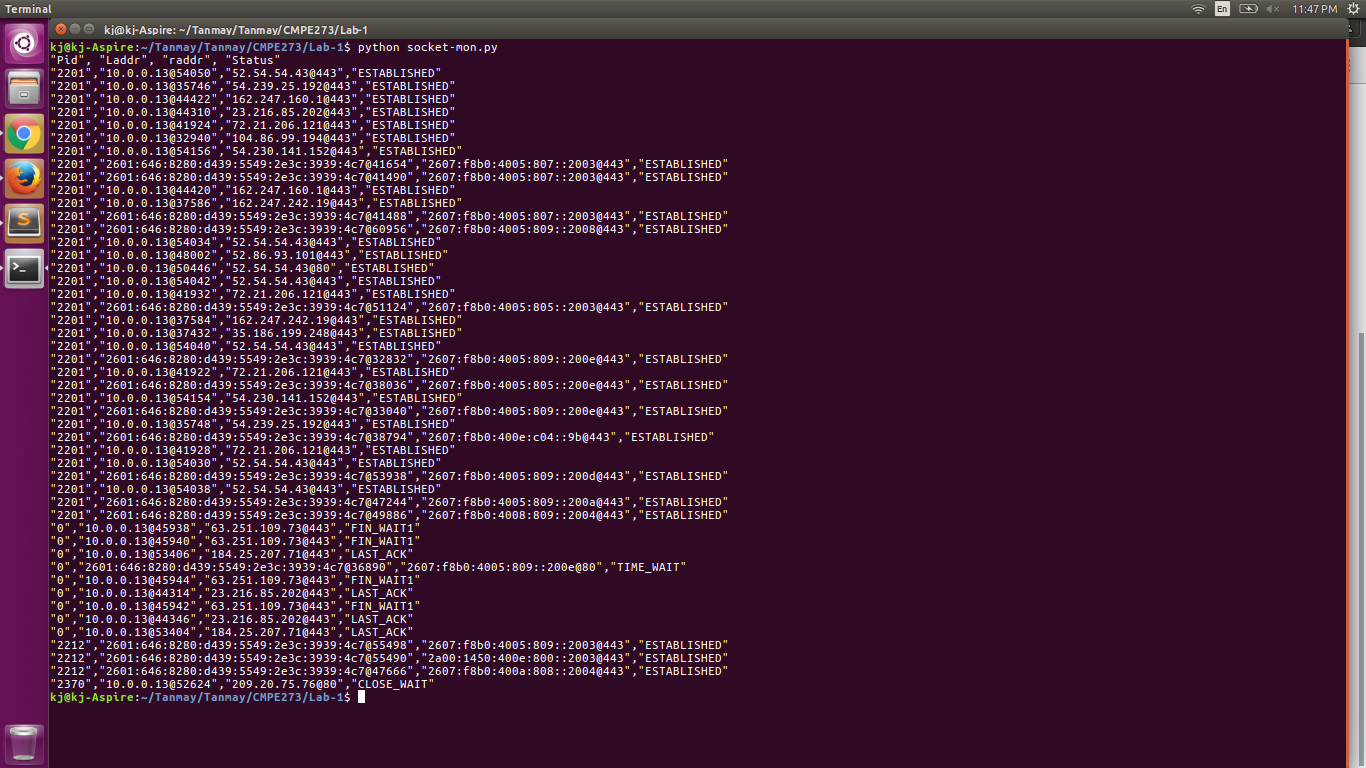 Terminal
En
11:47 PM
kj@kj-Aspire: ~/Tanmay/Tanmay/CMPE273/Lab-1
kj@kj-Aspire:~/Tanmay/Tanmay/CMPE273/Lab-1$ python socket-mon.py
"Pid", "Laddr", "raddr", "Status"
"2201","10.0.0.13@54050","52.54.54.43@443","ESTABLISHED"
"2201","10.0.0.13@35746","54.239.25.192@443","ESTABLISHED"
"2201","10.0.0.13@44422","162.247.160.1@443","ESTABLISHED"
"2201","10.0.0.13@44310","23.216.85.202@443","ESTABLISHED"
"2201","10.0.0.13@41924","72.21.206.121@443","ESTABLISHED"
"2201","10.0.0.13@32940","104.86.99.194@443","ESTABLISHED"
"2201","10.0.0.13@54156","54.230.141.152@443","ESTABLISHED"
"2201","2601:646:8280:d439:5549:2e3c:3939:4c7@41654","2607:f8b0:4005:807::2003@443","ESTABLISHED"
"2201","2601:646:8280:d439:5549:2e3c:3939:4c7@41490","2607:f8b0:4005:807::2003@443","ESTABLISHED"
"2201","10.0.0.13@44420","162.247.160.1@443","ESTABLISHED"
"2201","10.0.0.13@37586","162.247.242.19@443","ESTABLISHED"
"2201","2601:646:8280:d439:5549:2e3c:3939:4c7@41488","2607:f8b0:4005:807::2003@443","ESTABLISHED"
"2201","2601:646:8280:d439:5549:2e3c:3939:4c7@60956","2607:f8b0:4005:809::2008@443","ESTABLISHED"
"2201","10.0.0.13@54034","52.54.54.43@443","ESTABLISHED"
"2201","10.0.0.13@48002","52.86.93.101@443","ESTABLISHED"
"2201","10.0.0.13@50446","52.54.54.43@80","ESTABLISHED"
"2201","10.0.0.13@54042","52.54.54.43@443","ESTABLISHED"
"2201","10.0.0.13@41932","72.21.206.121@443","ESTABLISHED"
"2201","2601:646:8280:d439:5549:2e3c:3939:4c7@51124","2607:f8b0:4005:805::2003@443","ESTABLISHED"
"2201","10.0.0.13@37584","162.247.242.19@443","ESTABLISHED"
"2201","10.0.0.13@37432","35.186.199.248@443","ESTABLISHED"
"2201","10.0.0.13@54040","52.54.54.43@443","ESTABLISHED"
"2201","2601:646:8280:d439:5549:2e3c:3939:4c7@32832","2607:f8b0:4005:809::200e@443","ESTABLISHED"
"2201","10.0.0.13@41922","72.21.206.121@443","ESTABLISHED"
"2201","2601:646:8280:d439:5549:2e3c:3939:4c7@38036","2607:f8b0:4005:805::200e@443","ESTABLISHED"
"2201","10.0.0.13@54154","54.230.141.152@443","ESTABLISHED"
"2201","2601:646:8280:d439:5549:2e3c:3939:4c7@33040","2607:f8b0:4005:809::200e@443","ESTABLISHED"
"2201","10.0.0.13@35748","54.239.25.192@443","ESTABLISHED"
"2201","2601:646:8280:d439:5549:2e3c:3939:4c7@38794","2607:f8b0:400e:c04::9b@443","ESTABLISHED"
"2201","10.0.0.13@41928","72.21.206.121@443","ESTABLISHED"
"2201","10.0.0.13@54030","52.54.54.43@443","ESTABLISHED"
"2201","2601:646:8280:d439:5549:2e3c:3939:4c7@53938","2607:f8b0:4005:809::200d@443","ESTABLISHED"
"2201","10.0.0.13@54038","52.54.54.43@443","ESTABLISHED"
"2201","2601:646:8280:d439:5549:2e3c:3939:4c7@47244","2607:f8b0:4005:809::200a@443","ESTABLISHED"
"2201","2601:646:8280:d439:5549:2e3c:3939:4c7@49886","2607:f8b0:4008:809::2004@443","ESTABLISHED"
"0","10.0.0.13@45938","63.251.109.73@443","FIN_WAIT1"
"0","10.0.0.13@45940","63.251.109.73@443","FIN_WAIT1"
"0","10.0.0.13@53406","184.25.207.71@443","LAST_ACK"
"0","2601:646:8280:d439:5549:2e3c:3939:4c7@36890","2607:f8b0:4005:809::200e@80","TIME_WAIT"
"0","10.0.0.13@45944","63.251.109.73@443","FIN_WAIT1"
"0","10.0.0.13@44314","23.216.85.202@443","LAST_ACK"
"0","10.0.0.13@45942","63.251.109.73@443","FIN_WAIT1"
"0","10.0.0.13@44346","23.216.85.202@443","LAST_ACK"
"0","10.0.0.13@53404","184.25.207.71@443","LAST_ACK"
"2212","2601:646:8280:d439:5549:2e3c:3939:4c7@55498","2607:f8b0:4005:809::2003@443","ESTABLISHED"
"2212","2601:646:8280:d439:5549:2e3c:3939:4c7@55490","2a00:1450:400e:800::2003@443","ESTABLISHED"
"2212","2601:646:8280:d439:5549:2e3c:3939:4c7@47666","2607:f8b0:400a:808::2004@443","ESTABLISHED"
"2370","10.0.0.13@52624","209.20.75.76@80","CLOSE_WAIT"
kj@kj-Aspire:~/Tanmay/Tanmay/CMPE273/Lab-1$